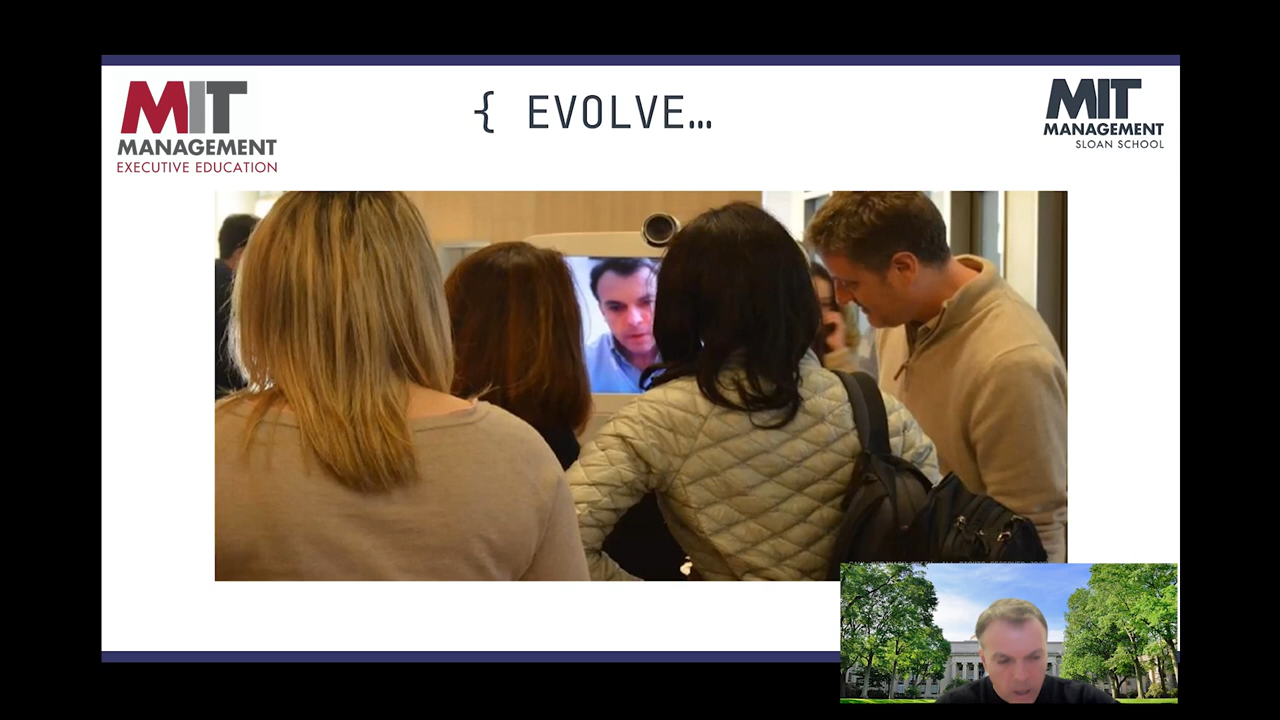 MIT
MANAGEMENT
EXECUTIVE EDUCATION
{ EVOLVE…
MIT
MANAGEMENT
SLOAN SCHOOL